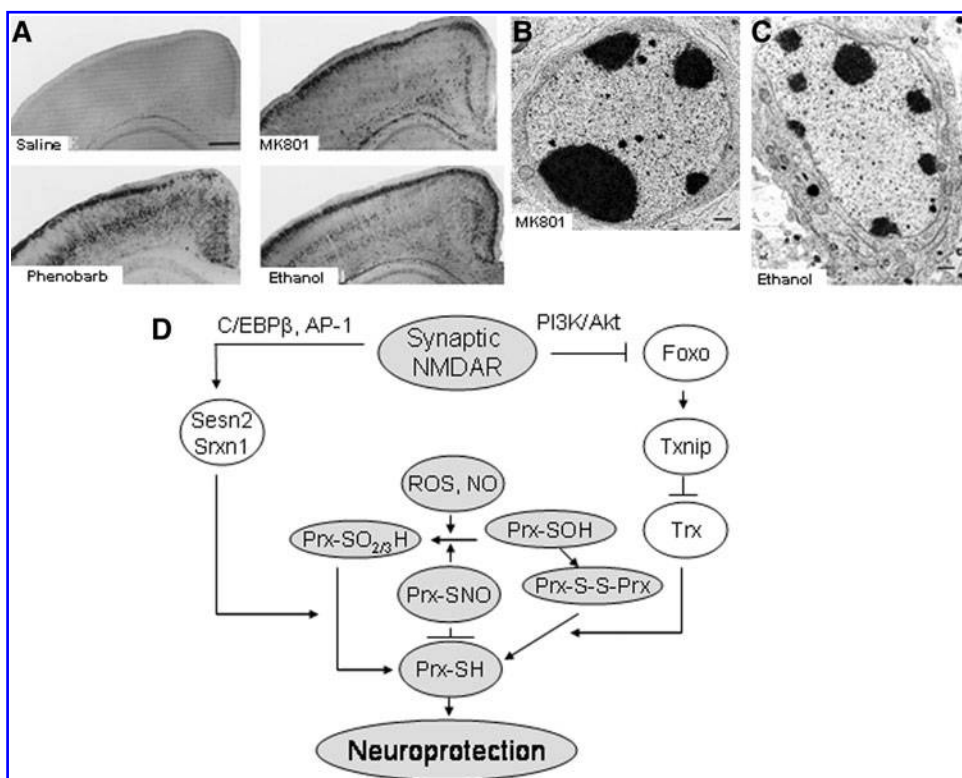 A
Saline
MK801
Phenobarb
Ethanol
B
MK801
C
Ethanol
D
C/EBPβ, AP-1
Synaptic
NMDAR
PI3K/Akt
Foxo
Sesn2
Srxn1
Txnip
ROS, NO
Prx-SO2/3H
Prx-SOH
Trx
Prx-SNO
Prx-S-S-Prx
Prx-SH
Neuroprotection